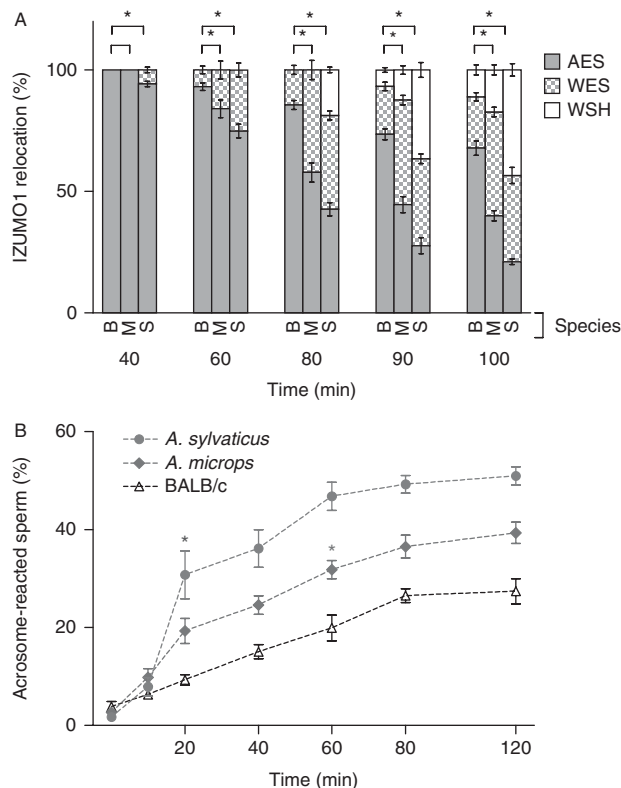 A
IZUMO1 relocation (%)
100
50
0
* * * * *
* * * *
AES
WES
WSH
B M S B M S B M S B M S B M S
Species
40 60 80 90 100
Time (min)
B
Acrosome-reacted sperm (%)
60
40
20
0
A. sylvaticus
A. microps
BALB/c
*
*
20 40 60 80 120
Time (min)